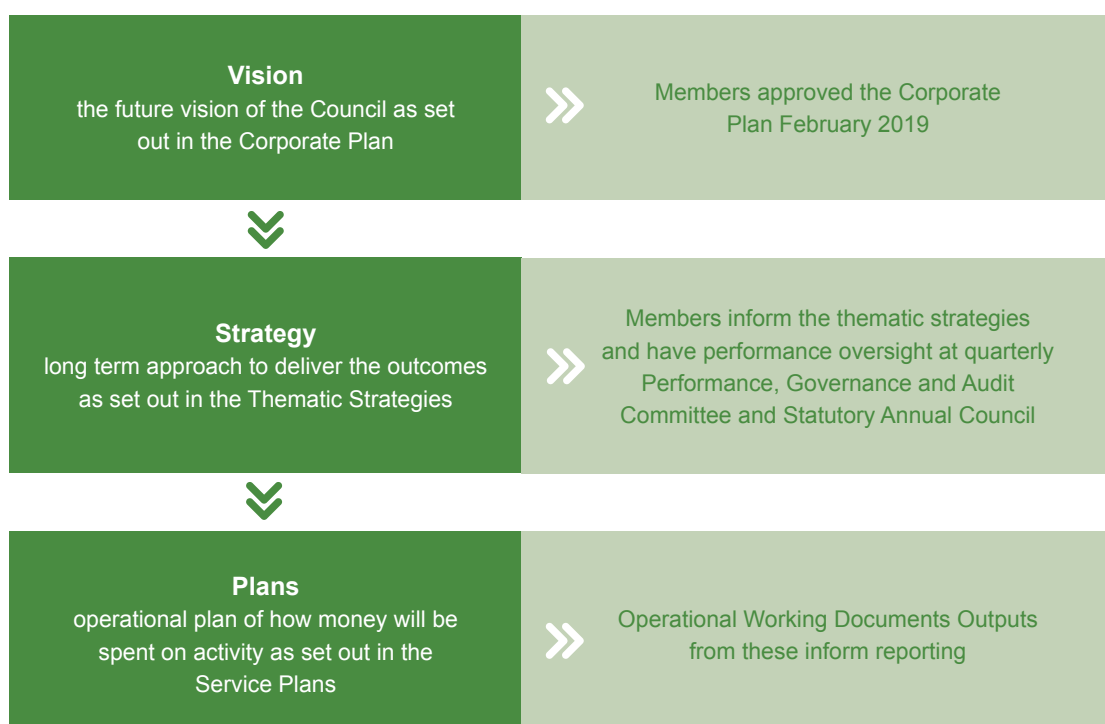 Vision
the future vision of the Council as set
out in the Corporate Plan
Members approved the Corporate
Plan February 2019
Strategy
long term approach to deliver the outcomes
as set out in the Thematic Strategies
Members inform the thematic strategies
and have performance oversight at quarterly
Performance, Governance and Audit
Committee and Statutory Annual Council
Plans
operational plan of how money will be
spent on activity as set out in the
Service Plans
Operational Working Documents Outputs
from these inform reporting